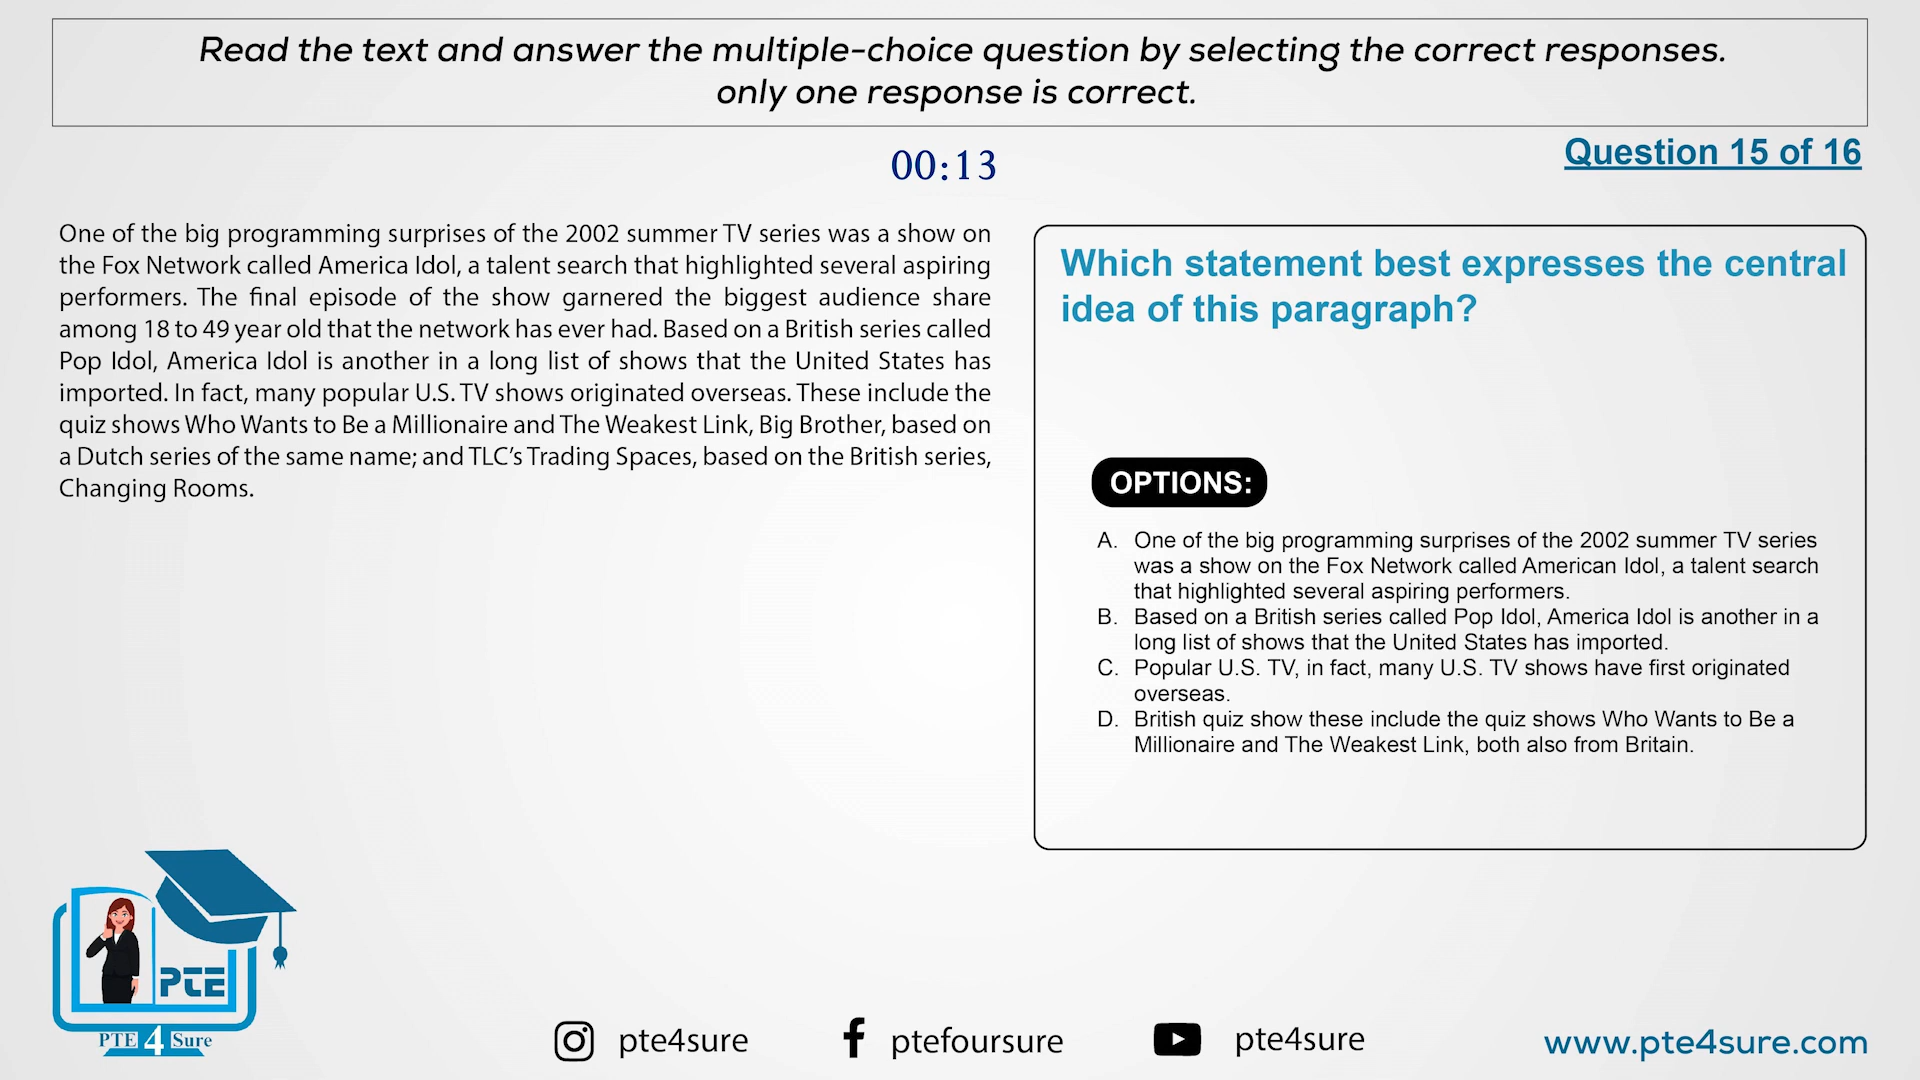 Read the text and answer the multiple-choice question by selecting the correct responses.
only one response is correct.
00:13
Question 15 of 16
One of the big programming surprises of the 2002 summer TV series was a show on
the Fox Network called America Idol, a talent search that highlighted several aspiring
performers. The final episode of the show garnered the biggest audience share
among 18 to 49 year old that the network has ever had. Based on a British series called
Pop Idol, America Idol is another in a long list of shows that the United States has
imported. In fact, many popular U.S. TV shows originated overseas. These include the
quiz shows Who Wants to Be a Millionaire and The Weakest Link, Big Brother, based on
a Dutch series of the same name; and TLC’s Trading Spaces, based on the British series,
Changing Rooms.
Which statement best expresses the central
idea of this paragraph?
OPTIONS:
A. One of the big programming surprises of the 2002 summer TV series
was a show on the Fox Network called American Idol, a talent search
that highlighted several aspiring performers.
B. Based on a British series called Pop Idol, America Idol is another in a
long list of shows that the United States has imported.
C. Popular U.S. TV, in fact, many U.S. TV shows have first originated
overseas.
D. British quiz show these include the quiz shows Who Wants to Be a
Millionaire and The Weakest Link, both also from Britain.
PTE
PTE 4 Sure
pte4sure
ptefoursure
pte4sure
www.pte4sure.com